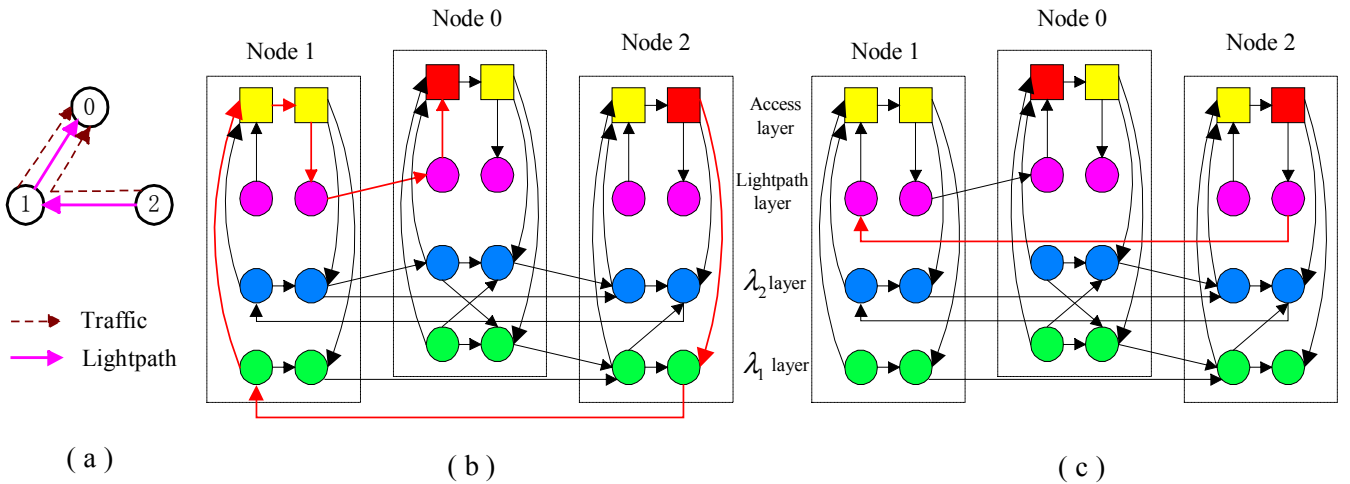 Node 1
Node 0
Node 2
Node 1
Node 0
Node 2
0
1
2
Traffic
Lightpath
Access
layer
Lightpath
layer
λ2 layer
λ1 layer
( a )
( b )
( c )